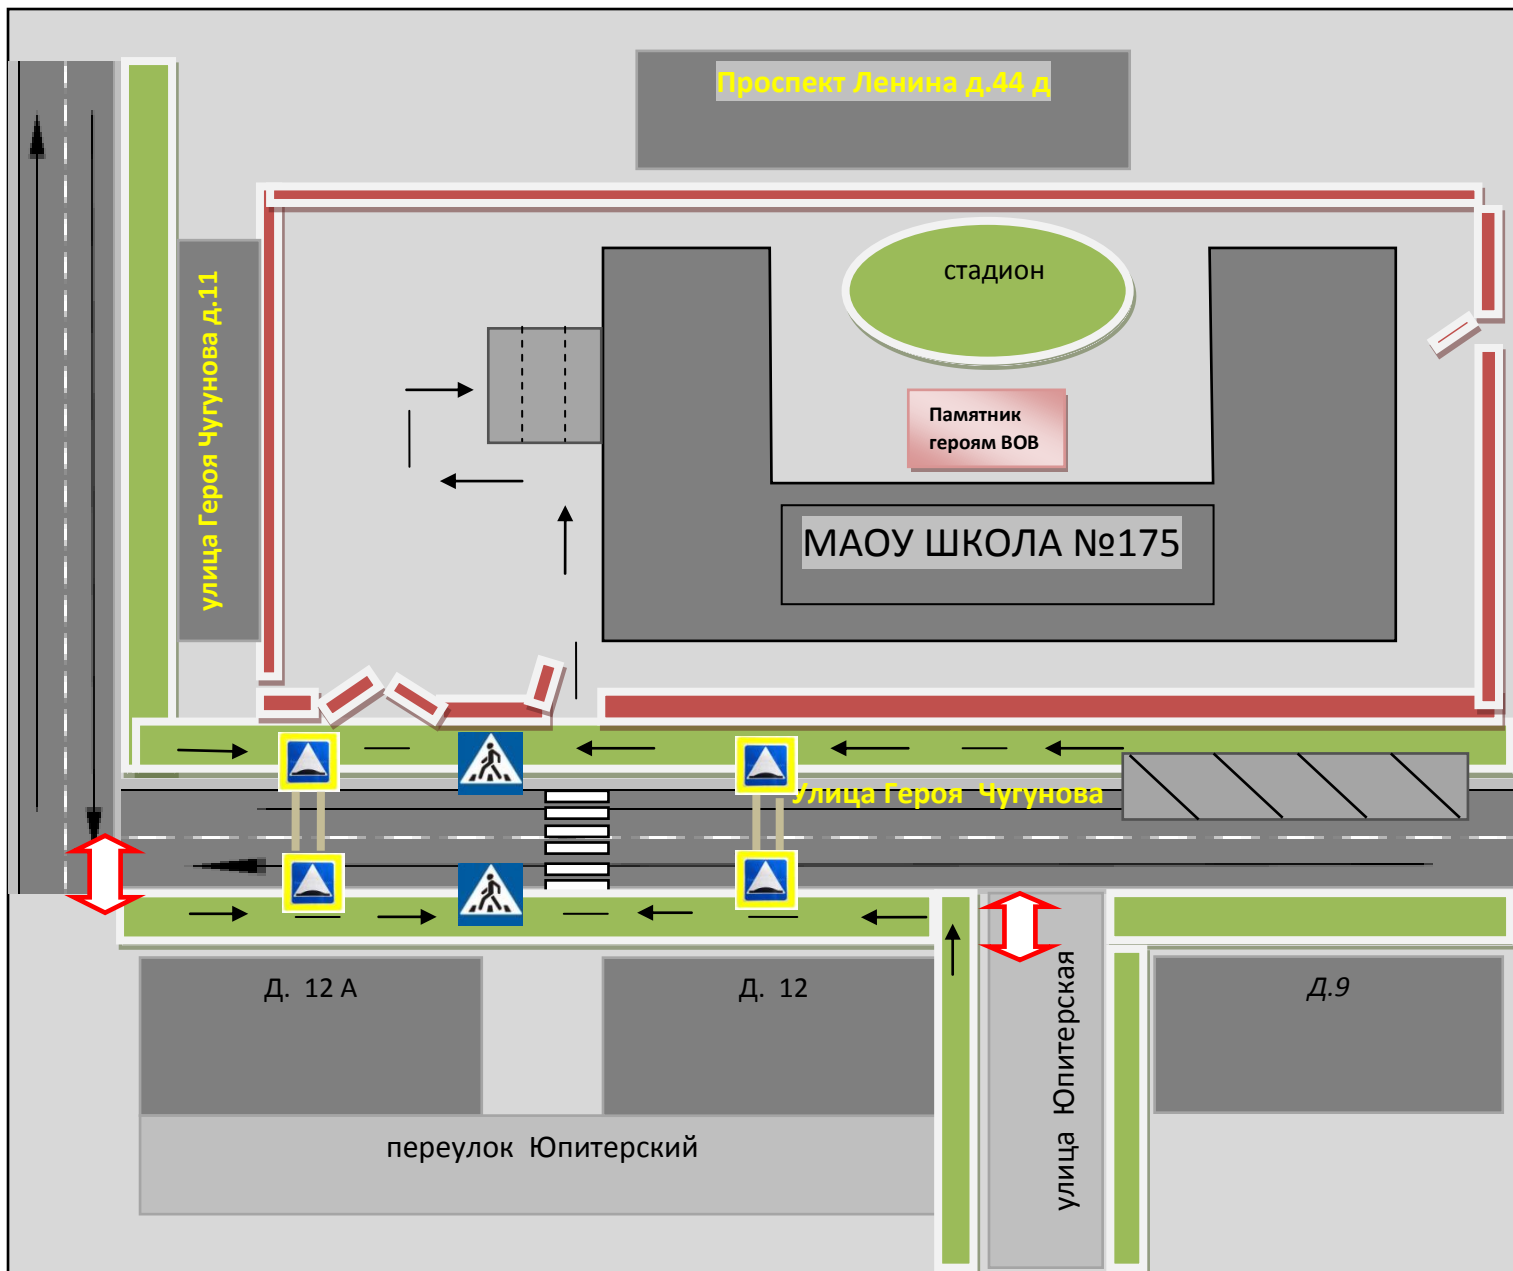 Проспект Ленина д.44 д
стадион
улица Героя Чугунова д.11
Памятник
героям ВОВ
МАОУ ШКОЛА №175
Улица Героя Чугунова
Д. 12 А
Д. 12
Д.9
улица Юпитерская
переулок Юпитерский